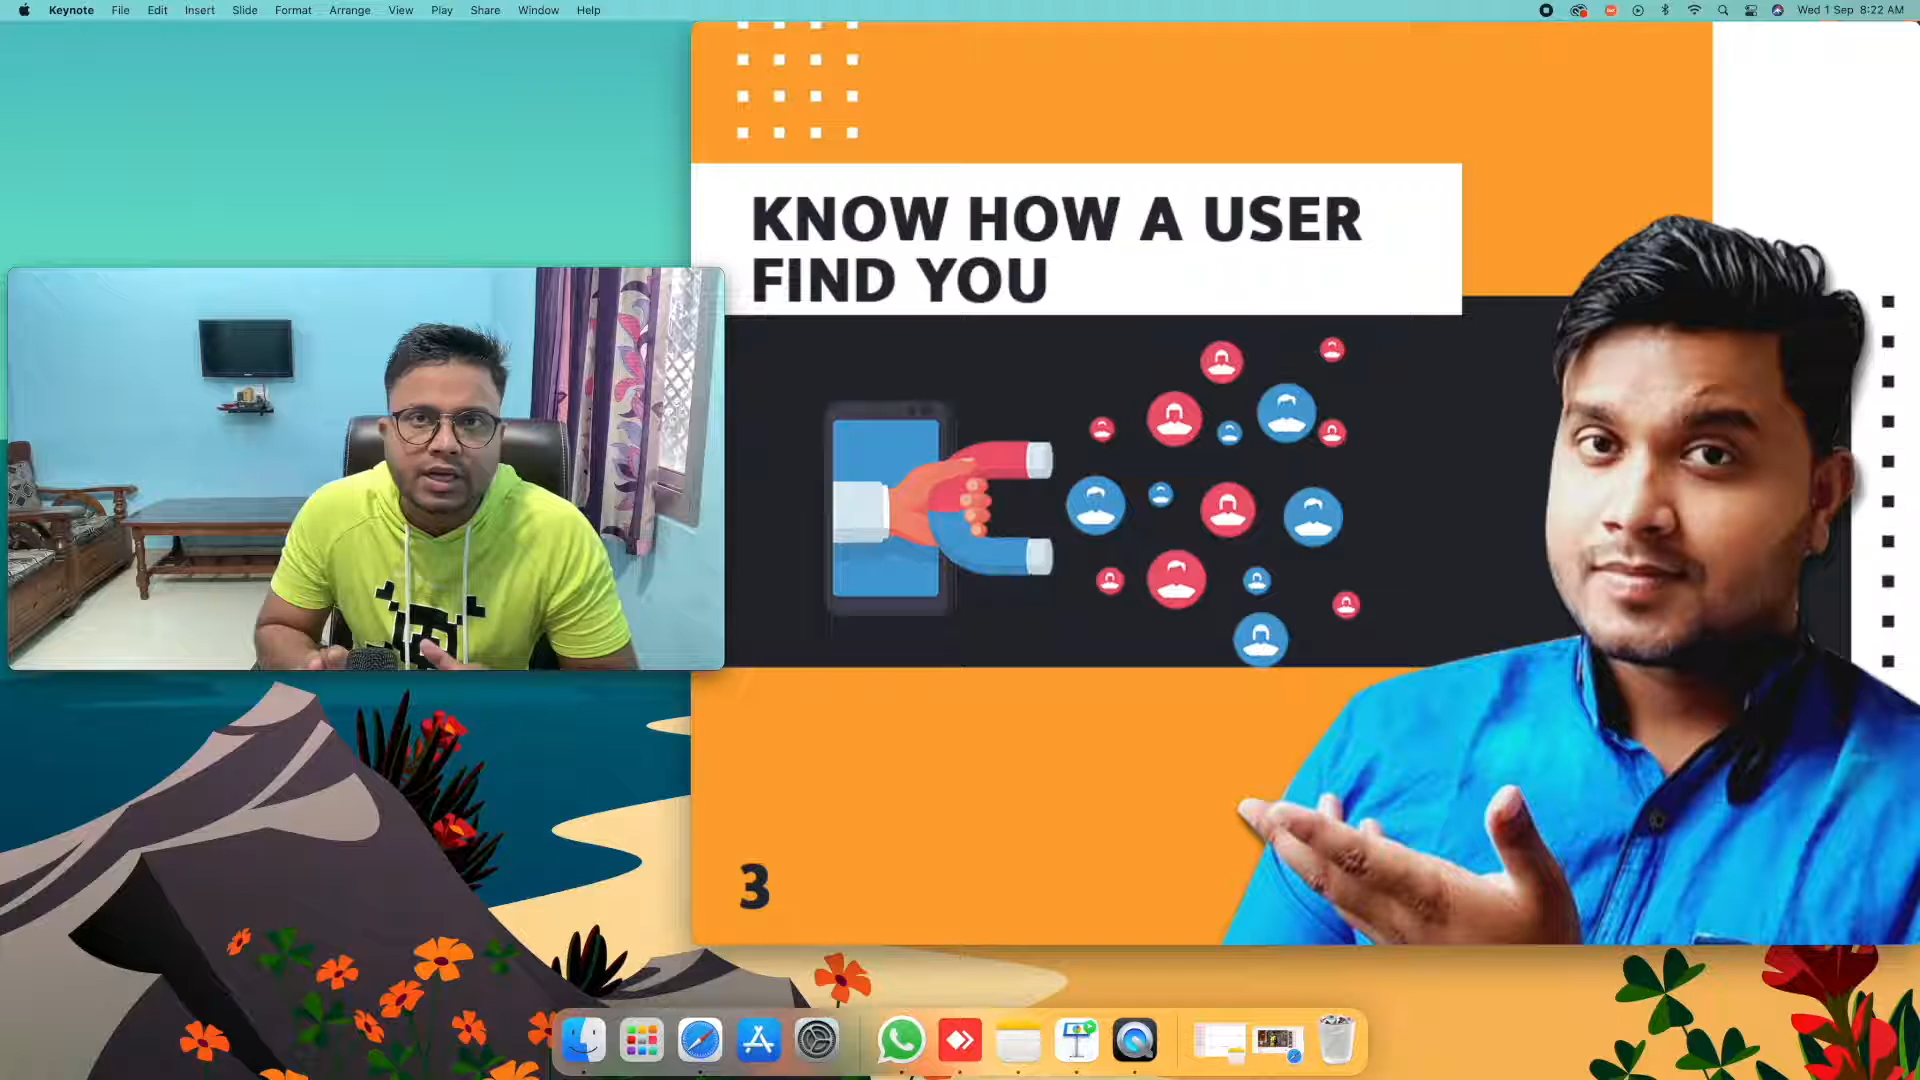 Keynote File Edit Insert Slide Format Arrange View Play Share Window Help Wed 1 Sep 8:22 AM
KNOW HOW A USER
FIND YOU
3